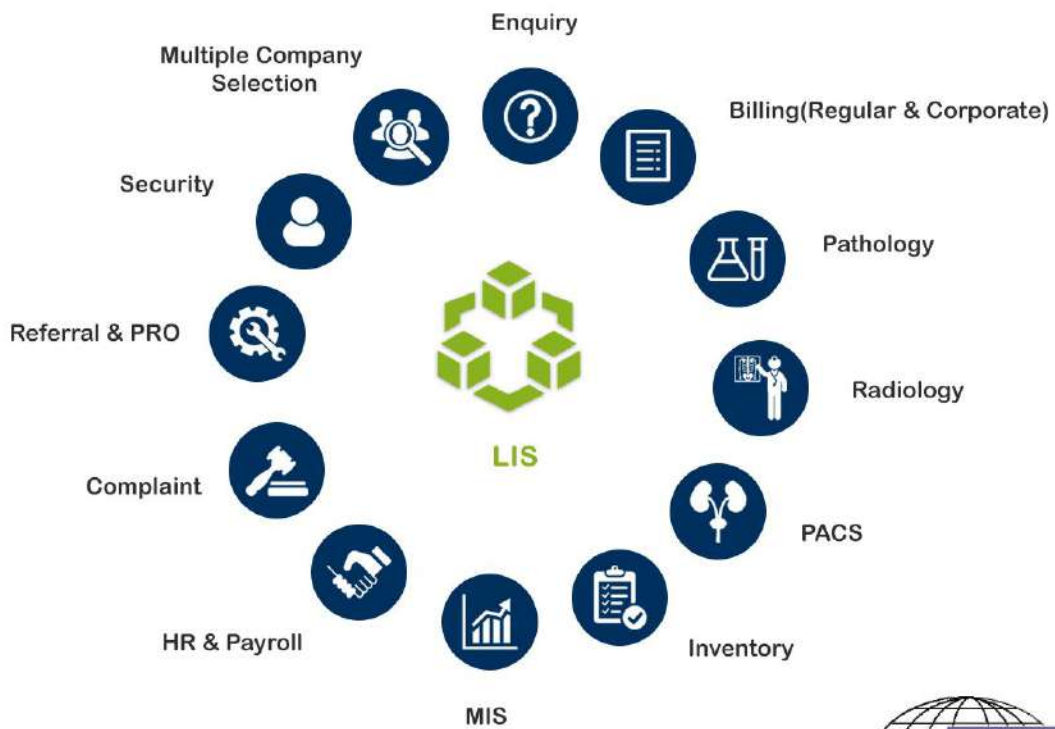 Enquiry
Multiple Company
Selection
Billing(Regular & Corporate)
Security
Pathology
Referral & PRO
Radiology
LIS
Complaint
PACS
HR & Payroll
Inventory
MIS